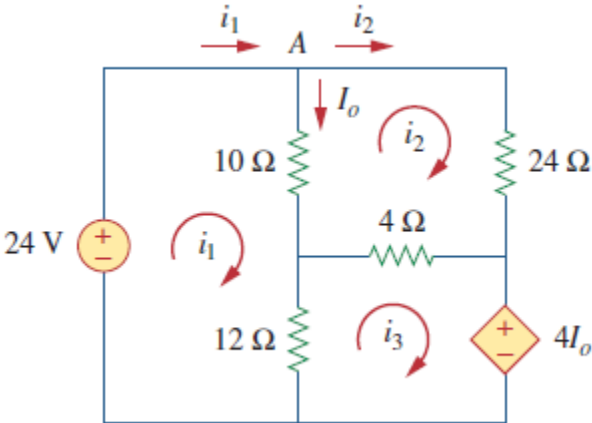 i₁ i₂
A
Iₒ
i₂
10 Ω 24 Ω
4 Ω
24 V + − i₁
12 Ω i₃ + − 4Iₒ